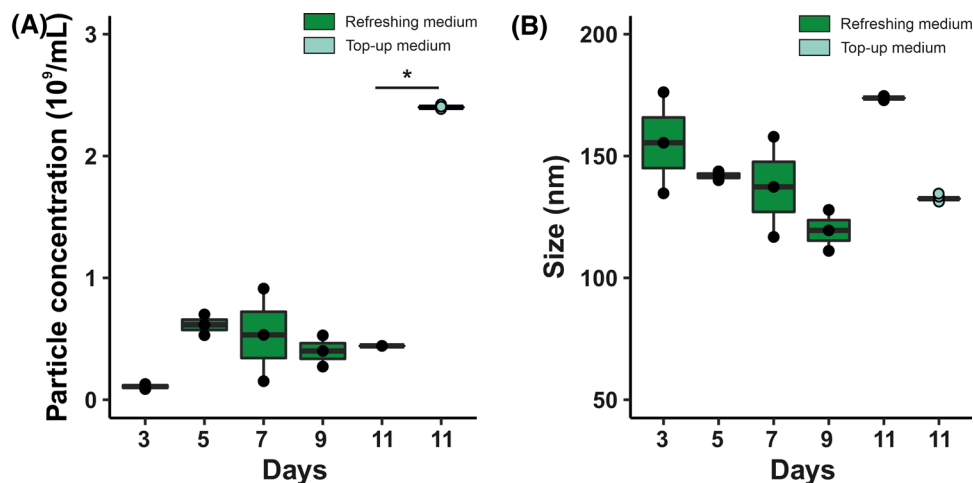 (A)
Refreshing medium
Top-up medium
Particle concentration (10⁹/mL)
3
2
1
0
*
3 5 7 9 11 11
Days
(B)
Refreshing medium
Top-up medium
Size (nm)
200
150
100
50
3 5 7 9 11 11
Days